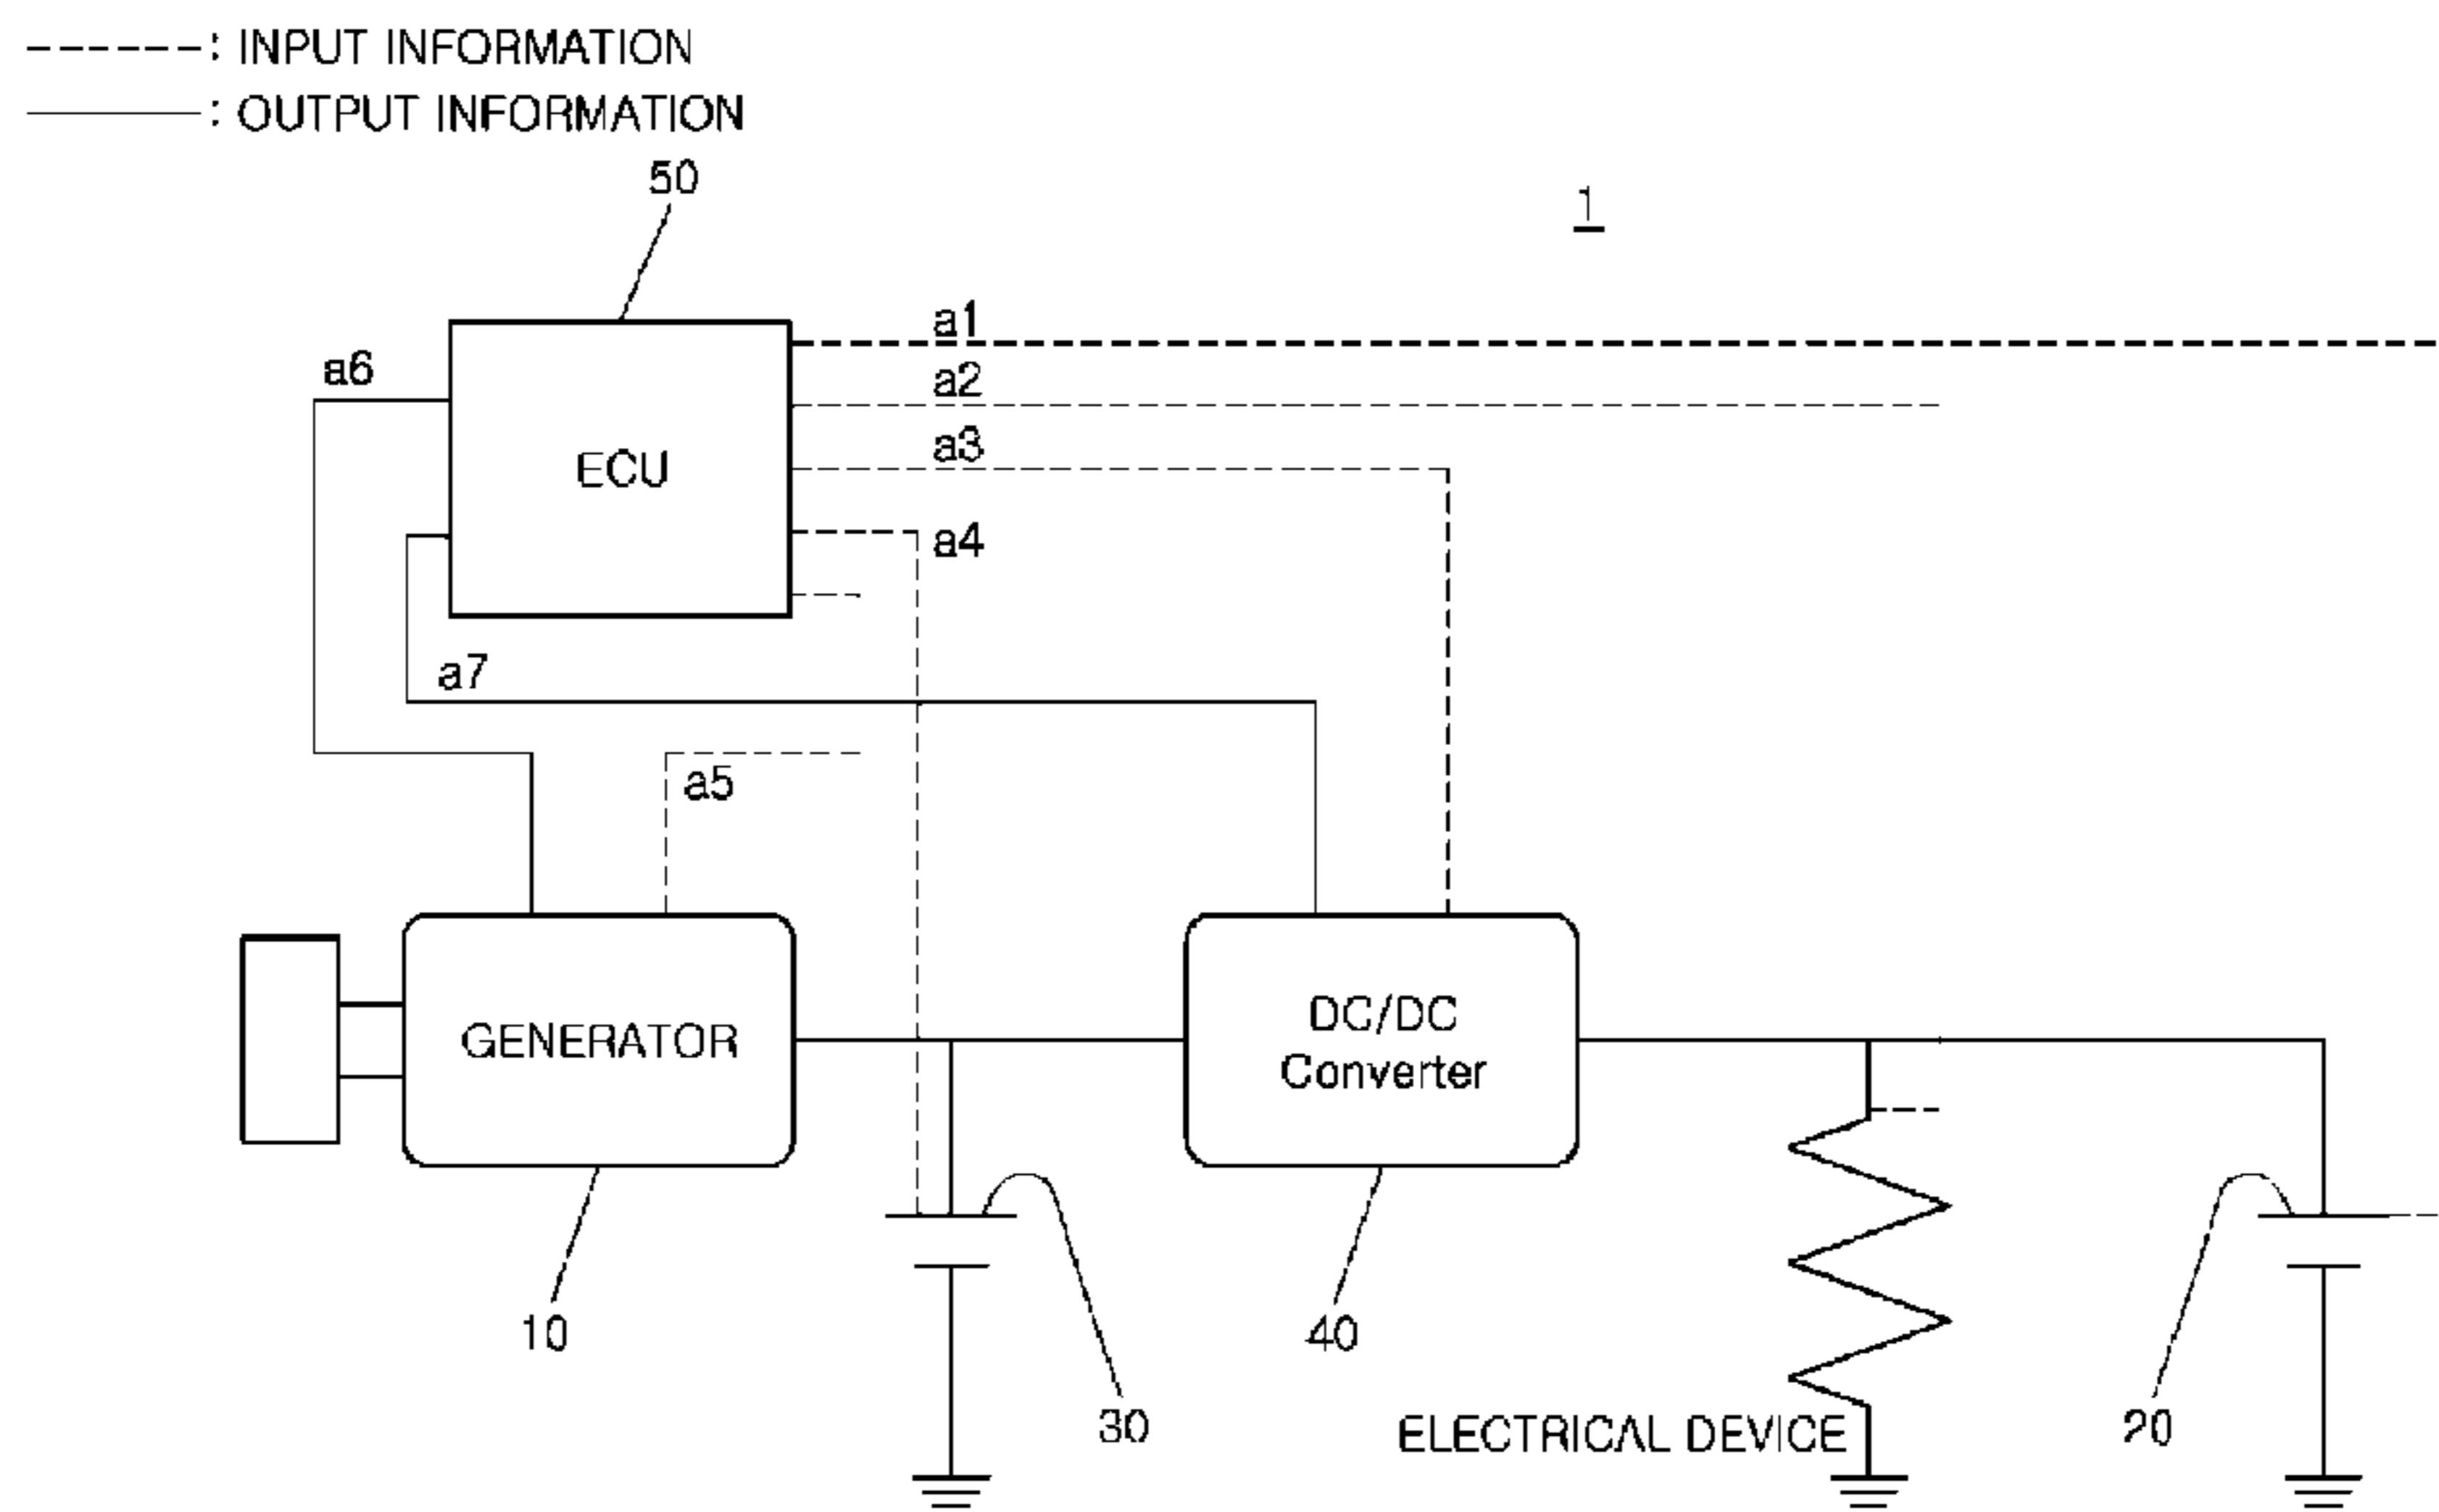 : INPUT INFORMATION
: OUTPUT INFORMATION
50
1
a1
a6
a2
a3
ECU
a4
a7
a5
GENERATOR
DC/DC
Converter
10
40
30
ELECTRICAL DEVICE
20